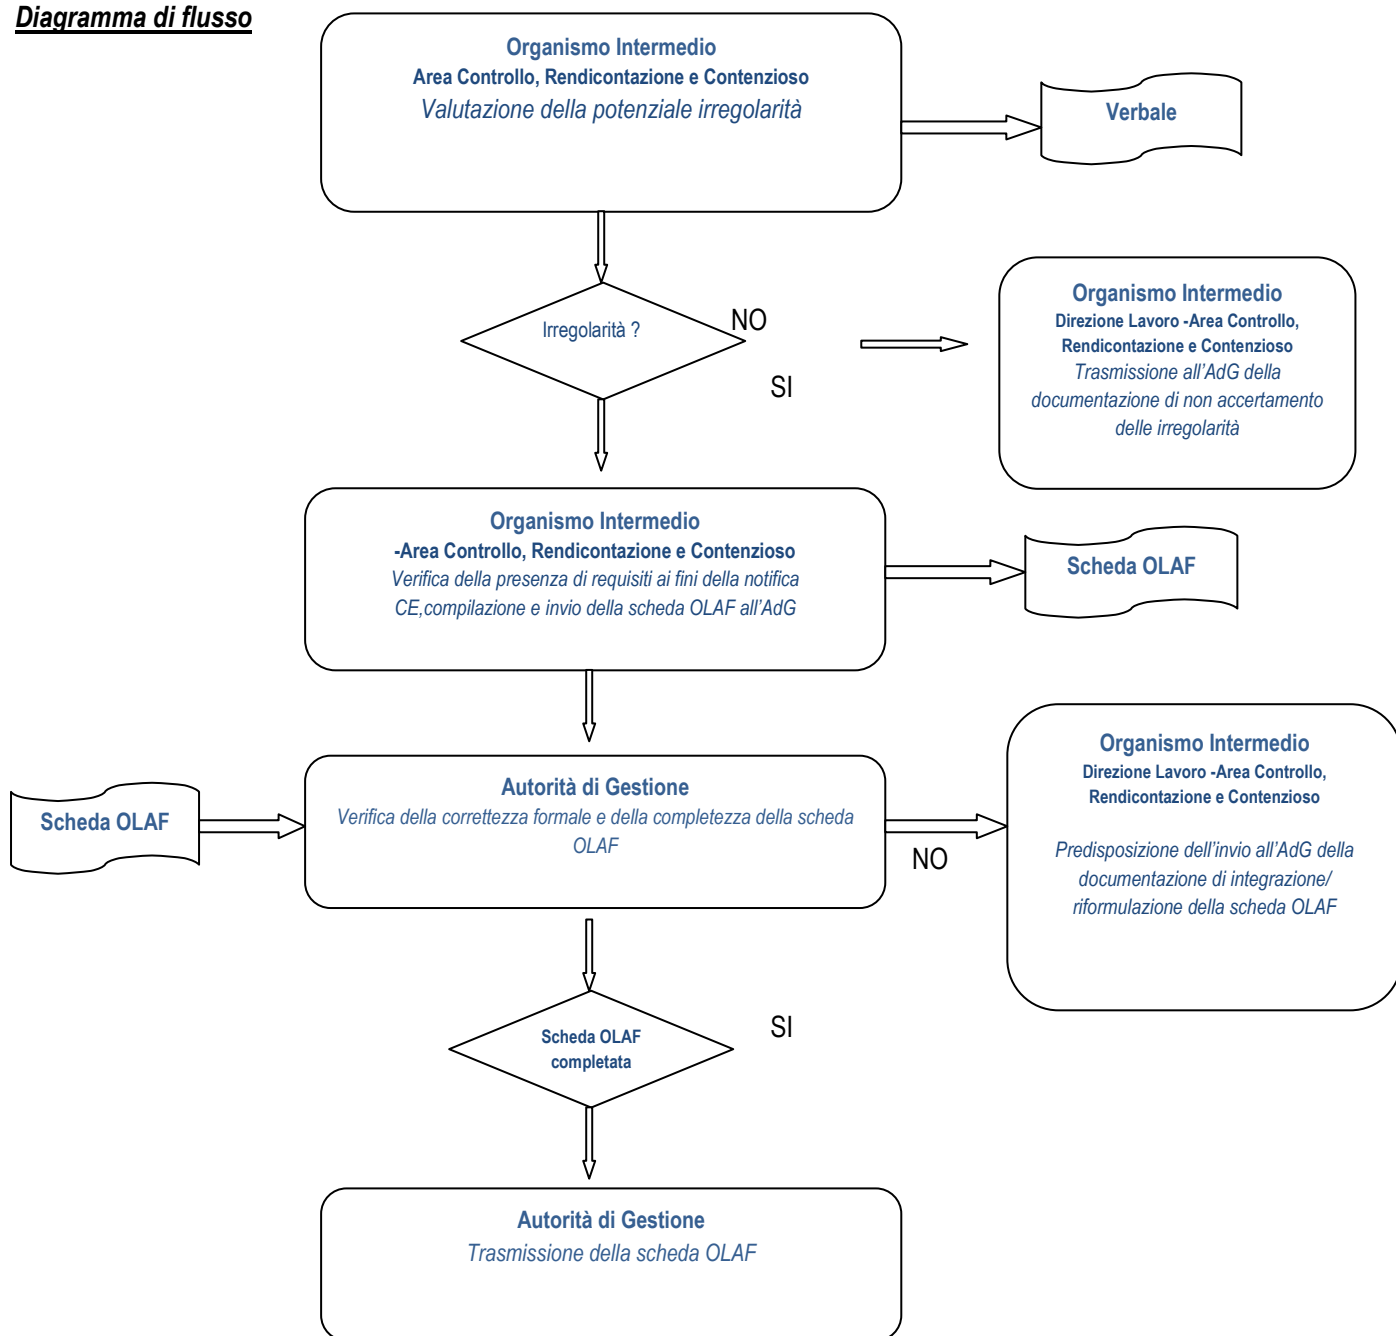 Diagramma di flusso
Organismo Intermedio
Area Controllo, Rendicontazione e Contenzioso
Valutazione della potenziale irregolarità
Verbale
Irregolarità ?
NO
SI
Organismo Intermedio
Direzione Lavoro -Area Controllo,
Rendicontazione e Contenzioso
Trasmissione all'AdG della
documentazione di non accertamento
delle irregolarità
Organismo Intermedio
-Area Controllo, Rendicontazione e Contenzioso
Verifica della presenza di requisiti ai fini della notifica
CE,compilazione e invio della scheda OLAF all'AdG
Scheda OLAF
Scheda OLAF
Autorità di Gestione
Verifica della correttezza formale e della completezza della scheda
OLAF
NO
Organismo Intermedio
Direzione Lavoro -Area Controllo,
Rendicontazione e Contenzioso
Predisposizione dell'invio all'AdG della
documentazione di integrazione/
riformulazione della scheda OLAF
Scheda OLAF
completata
SI
Autorità di Gestione
Trasmissione della scheda OLAF